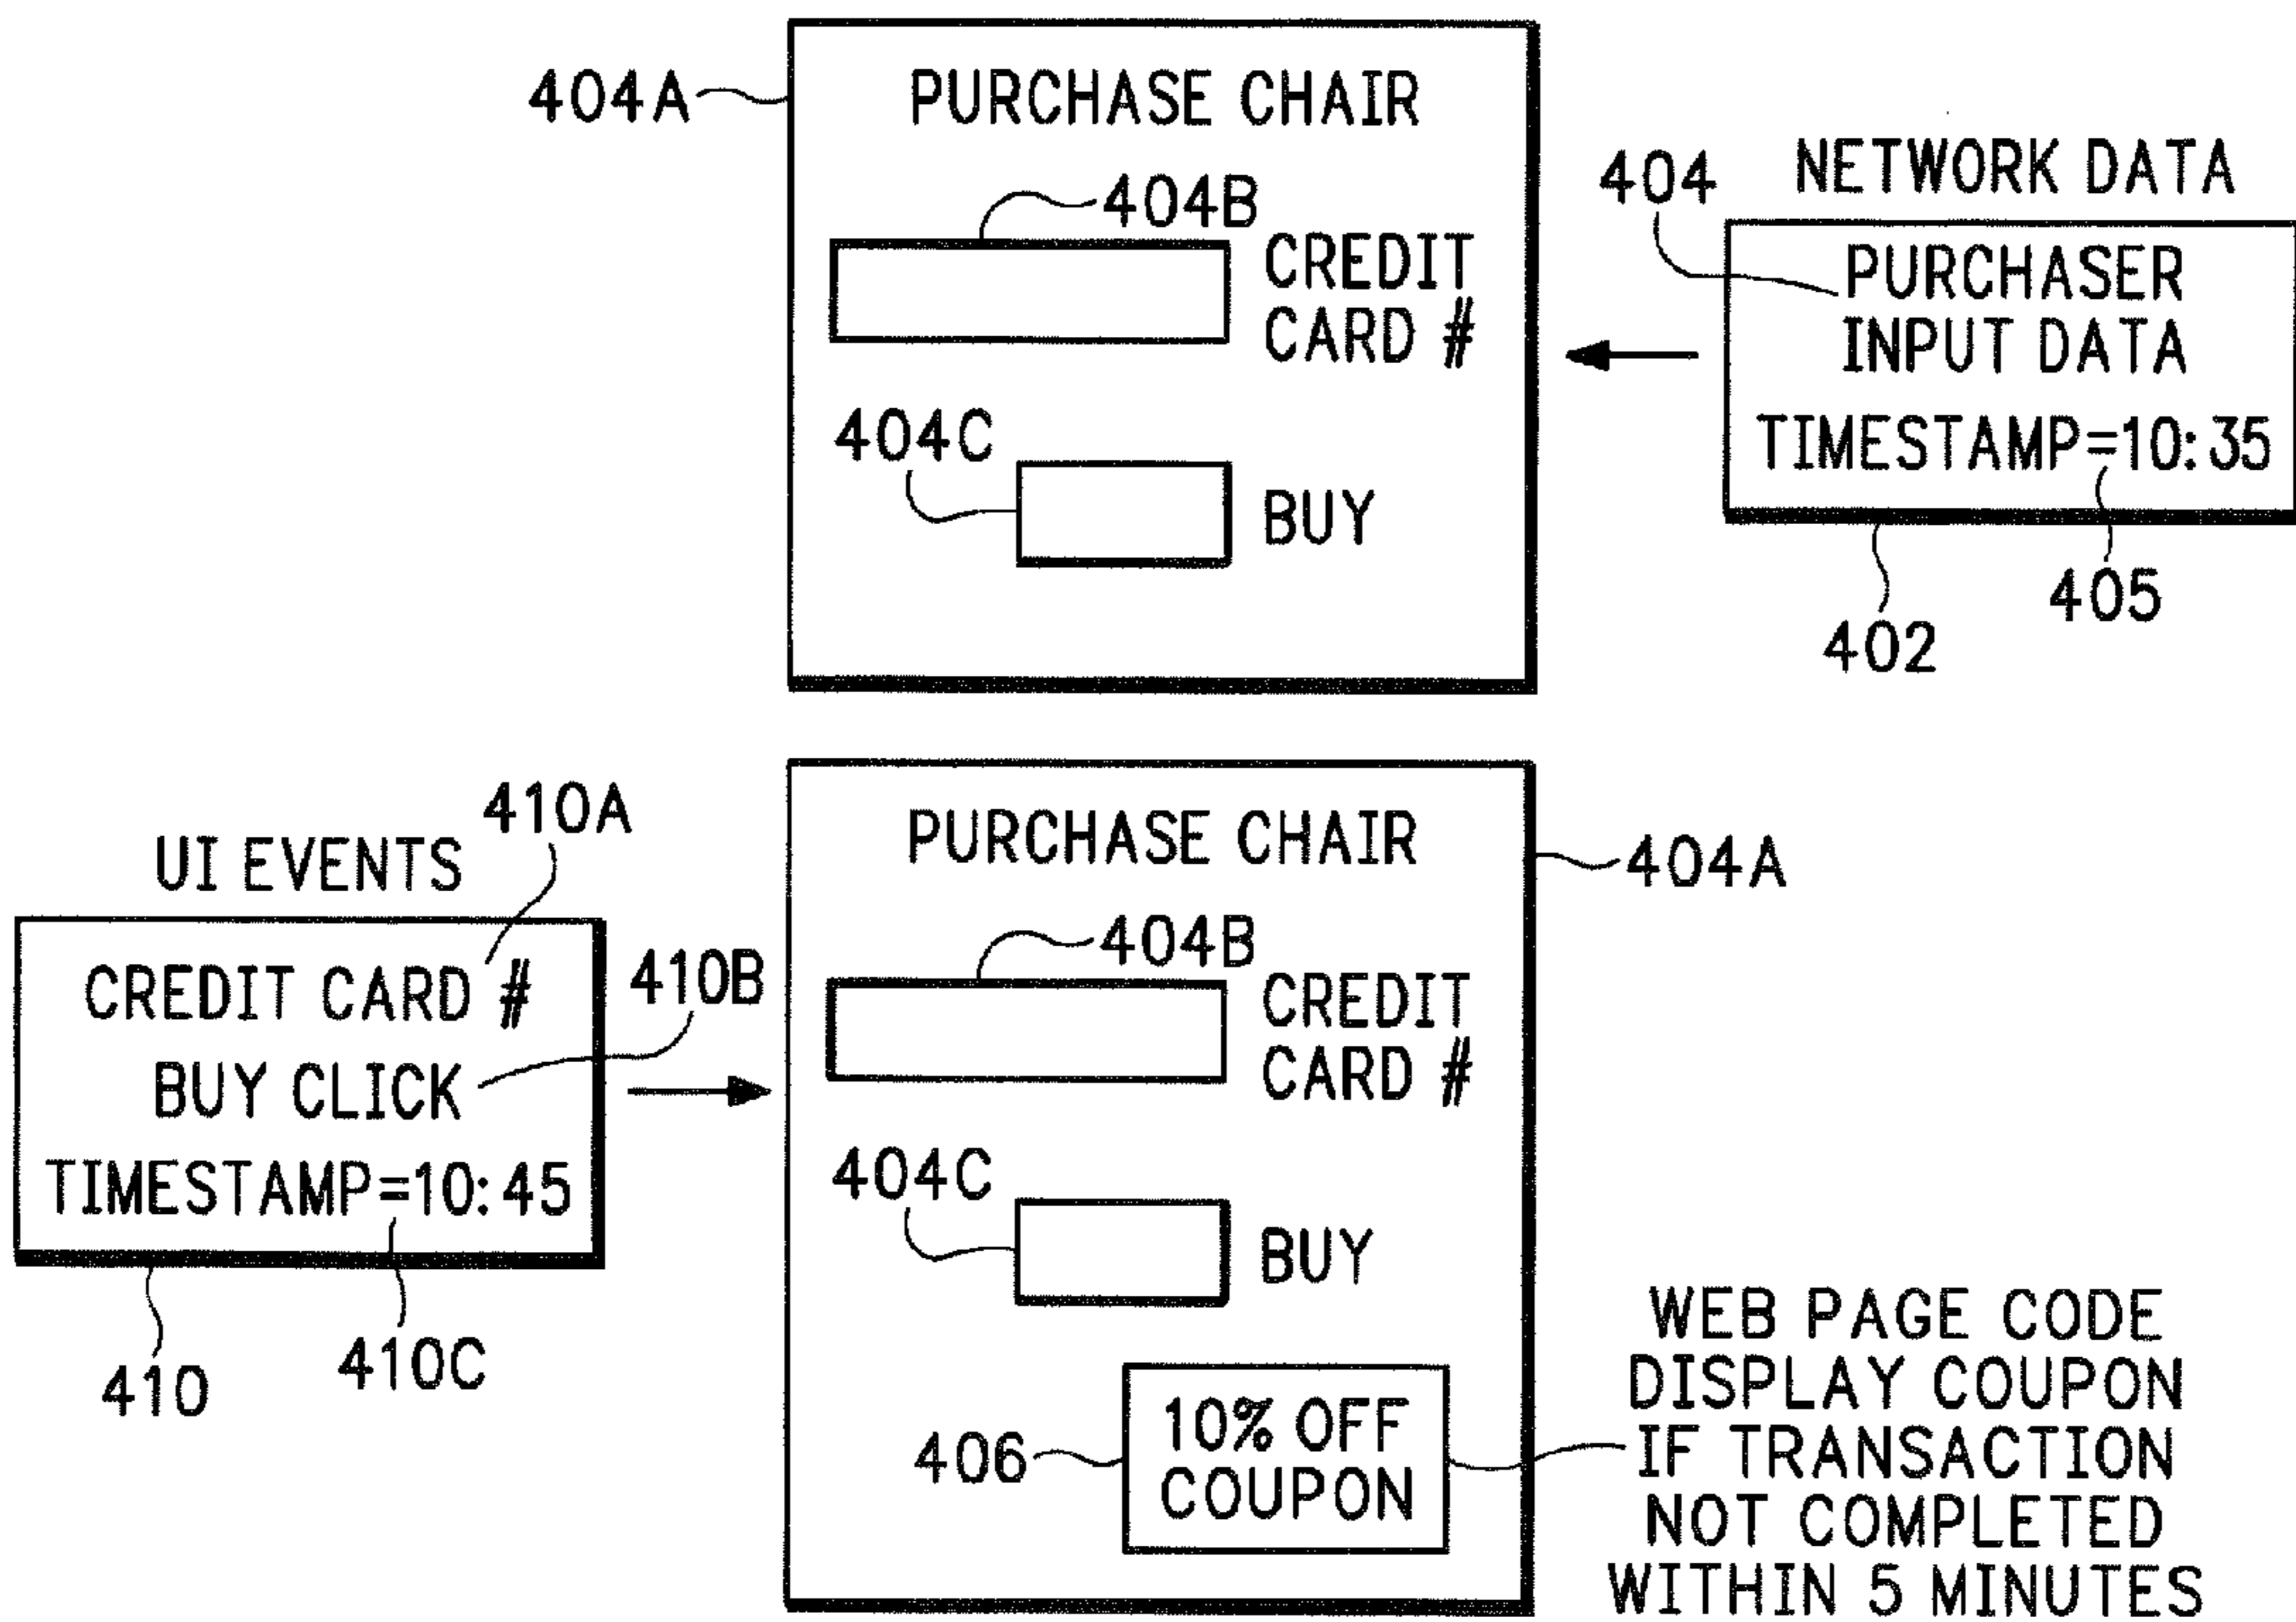 PURCHASE CHAIR
404A
404B
CREDIT
CARD #
404C
BUY
NETWORK DATA
404
PURCHASER
INPUT DATA
TIMESTAMP=10:35
405
402
UI EVENTS
410A
CREDIT CARD #
410B
BUY CLICK
TIMESTAMP=10:45
410C
410
PURCHASE CHAIR
404A
404B
CREDIT
CARD #
404C
BUY
406
10% OFF
COUPON
WEB PAGE CODE
DISPLAY COUPON
IF TRANSACTION
NOT COMPLETED
WITHIN 5 MINUTES